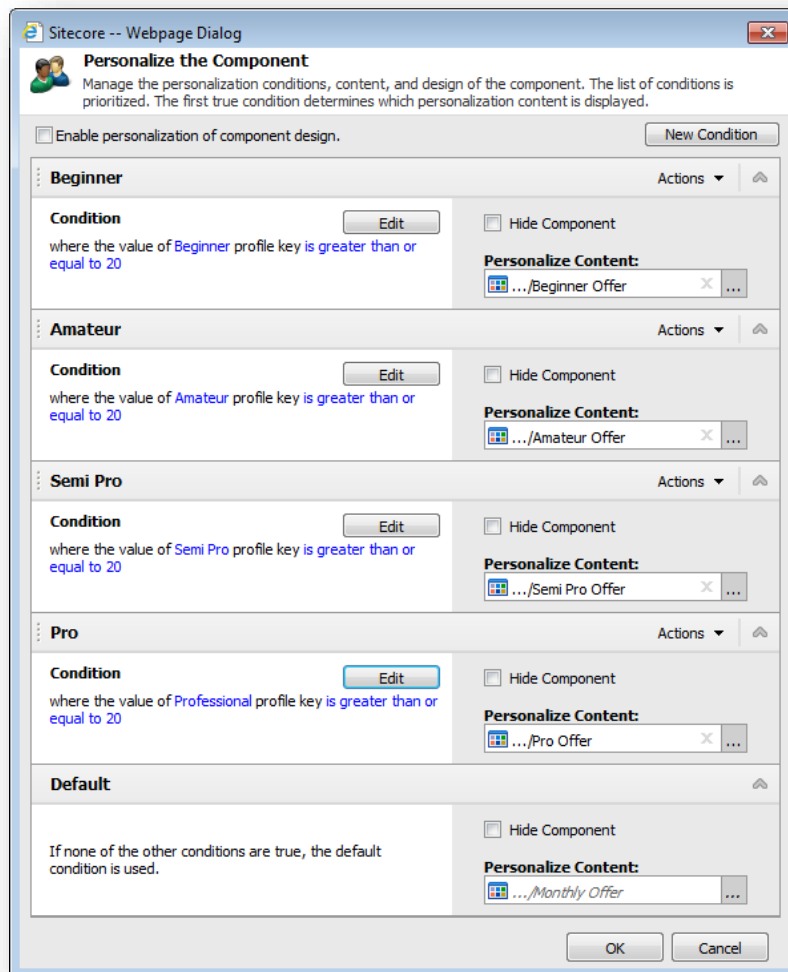 Sitecore -- Webpage Dialog
Personalize the Component
Manage the personalization conditions, content, and design of the component. The list of conditions is
prioritized. The first true condition determines which personalization content is displayed.
Enable personalization of component design.
New Condition
Beginner
Actions
Condition
Edit
where the value of Beginner profile key is greater than or
equal to 20
Hide Component
Personalize Content:
.../Beginner Offer
...
Amateur
Actions
Condition
Edit
where the value of Amateur profile key is greater than or
equal to 20
Hide Component
Personalize Content:
.../Amateur Offer
...
Semi Pro
Actions
Condition
Edit
where the value of Semi Pro profile key is greater than or
equal to 20
Hide Component
Personalize Content:
.../Semi Pro Offer
...
Pro
Actions
Condition
Edit
where the value of Professional profile key is greater than or
equal to 20
Hide Component
Personalize Content:
.../Pro Offer
...
Default
If none of the other conditions are true, the default
condition is used.
Hide Component
Personalize Content:
.../Monthly Offer
...
OK
Cancel